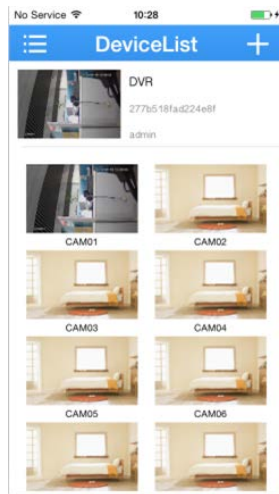 No Service 10:28
DeviceList
DVR
277b518fad224e8f
admin
CAM01 CAM02
CAM03 CAM04
CAM05 CAM06